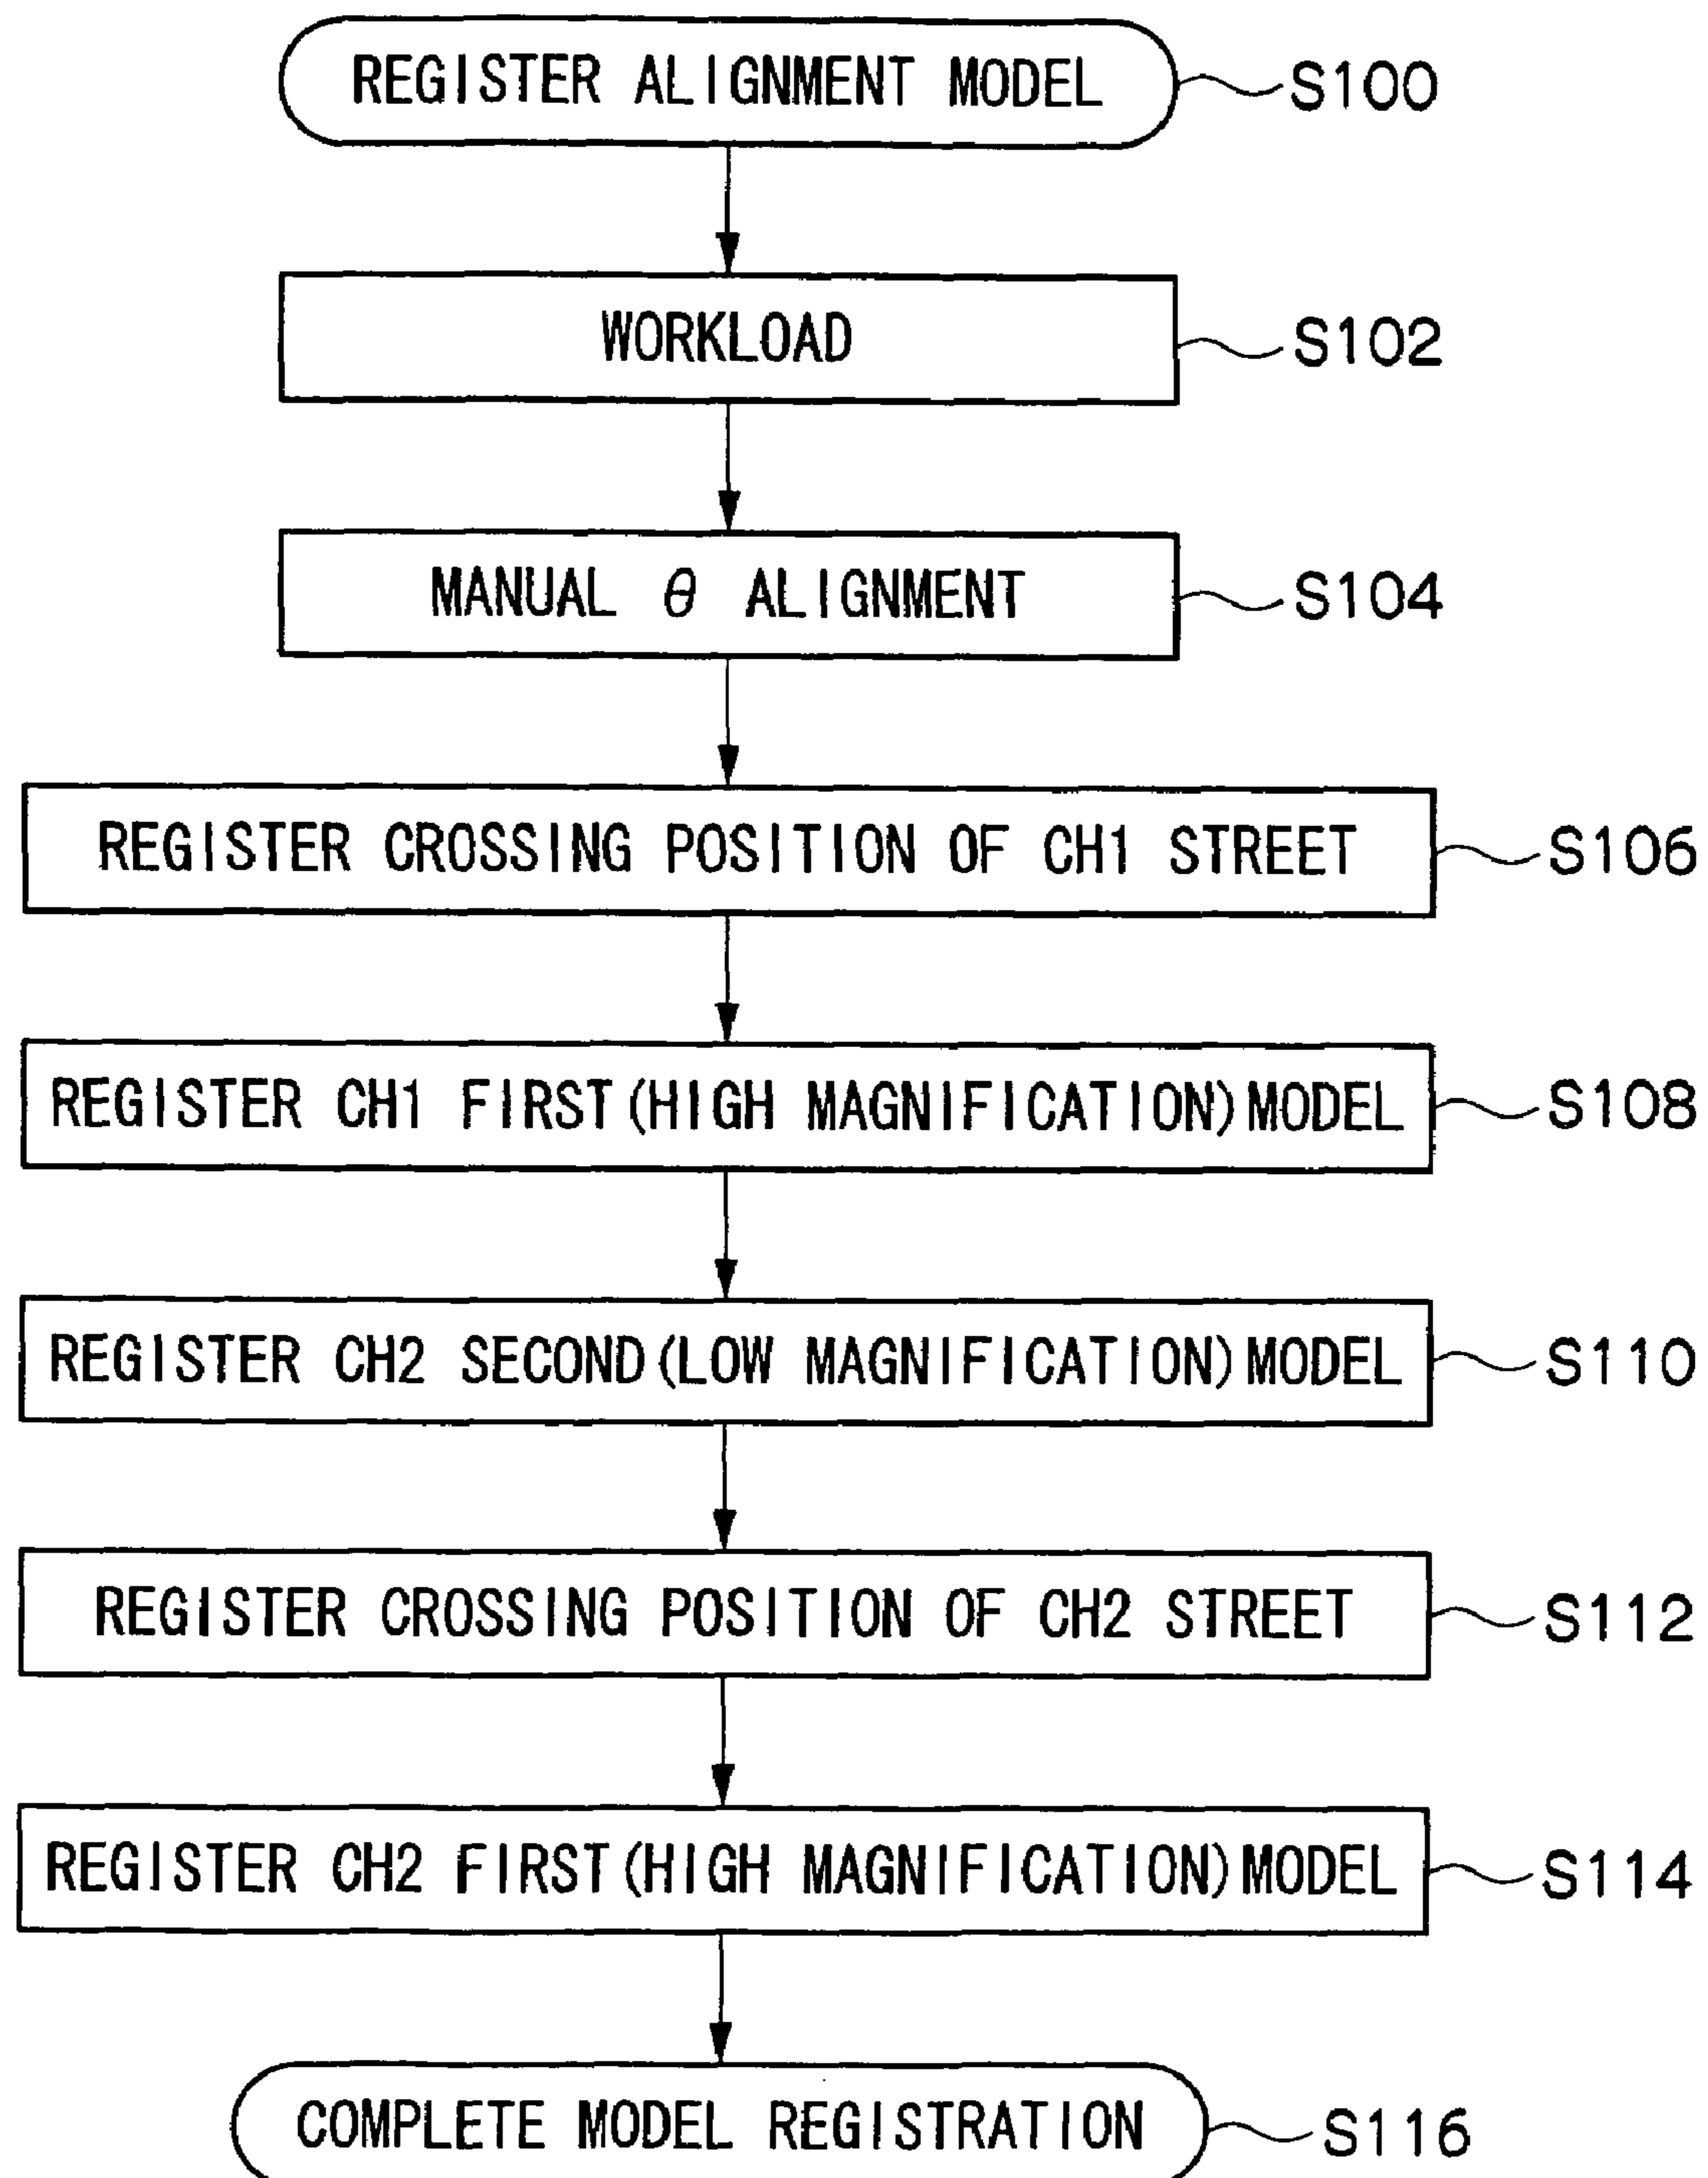 REGISTER ALIGNMENT MODEL S100
WORKLOAD S102
MANUAL θ ALIGNMENT S104
REGISTER CROSSING POSITION OF CH1 STREET S106
REGISTER CH1 FIRST(HIGH MAGNIFICATION)MODEL S108
REGISTER CH2 SECOND(LOW MAGNIFICATION)MODEL S110
REGISTER CROSSING POSITION OF CH2 STREET S112
REGISTER CH2 FIRST(HIGH MAGNIFICATION)MODEL S114
COMPLETE MODEL REGISTRATION S116